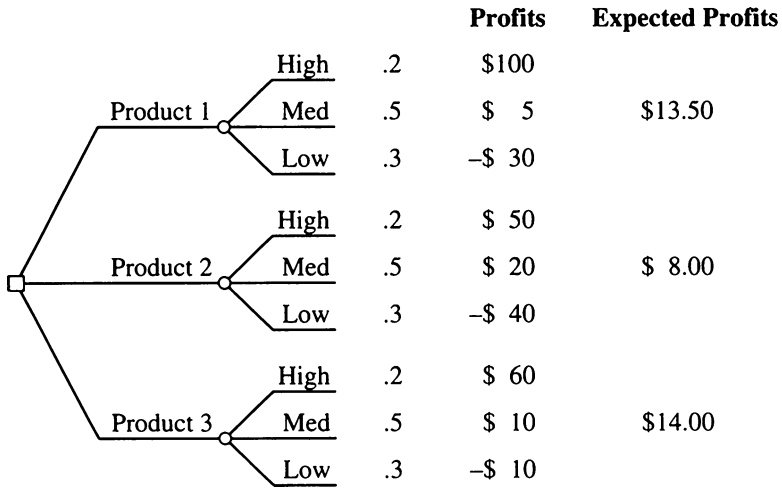 Profits Expected Profits
High .2 $100
Product 1 Med .5 $ 5 $13.50
Low .3 –$ 30
High .2 $ 50
Product 2 Med .5 $ 20 $ 8.00
Low .3 –$ 40
High .2 $ 60
Product 3 Med .5 $ 10 $14.00
Low .3 –$ 10